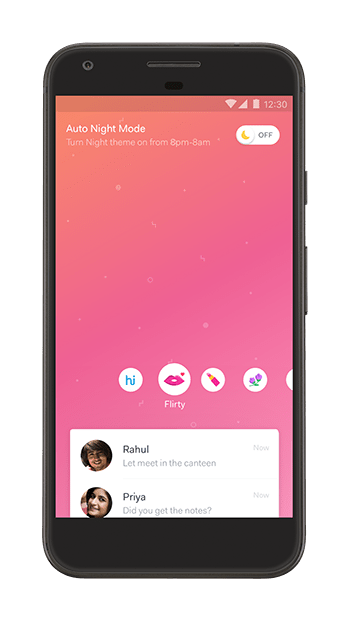 12:30
Auto Night Mode
Turn Night theme on from 8pm-8am
OFF
hi
Flirty
Rahul
Now
Let meet in the canteen
Priya
Now
Did you get the notes?